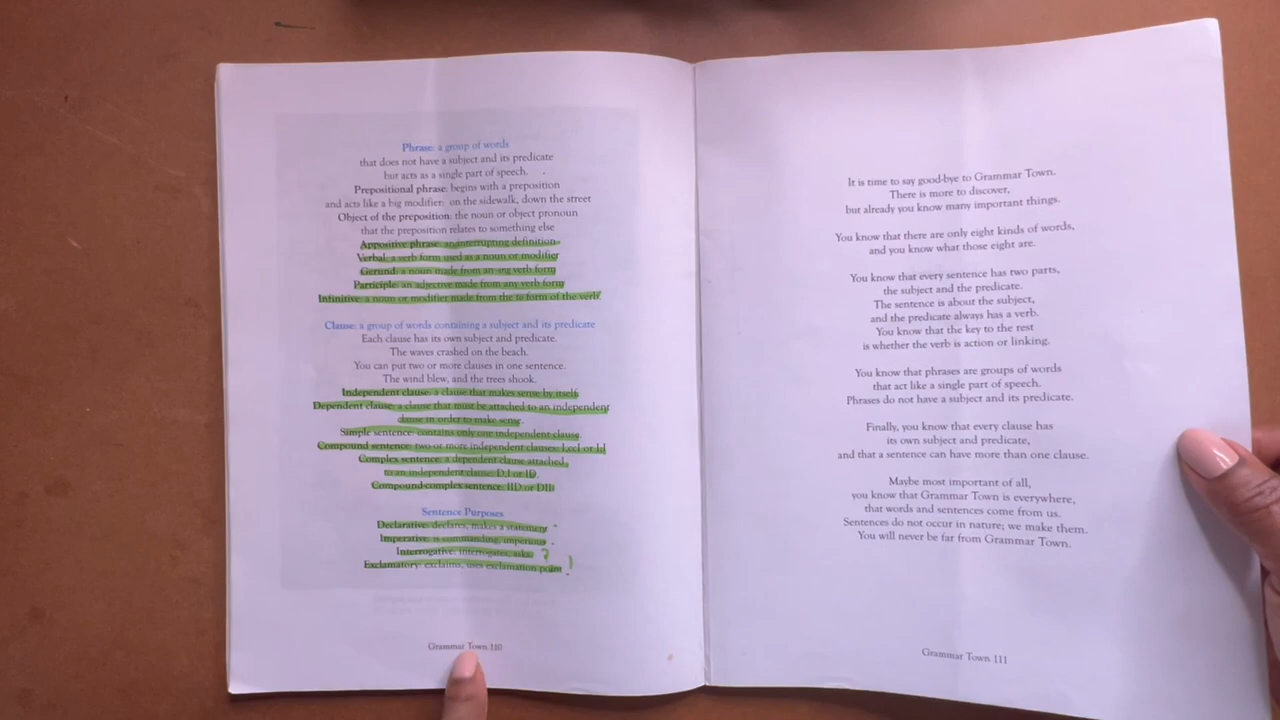 Phrase: a group of words
that does not have a subject and its predicate
but acts as a single part of speech.
Prepositional phrase: begins with a preposition
and acts like a big modifier: on the sidewalk, down the street
Object of the preposition: the noun or object pronoun
that the preposition relates to something else
Appositive phrase: an interrupting definition
Verbal: a verb form used as a noun or modifier
Gerund: a noun made from an -ing verb form
Participle: an adjective made from any verb form
Infinitive: a noun or modifier made from the to form of the verb
Clause: a group of words containing a subject and its predicate
Each clause has its own subject and predicate.
The waves crashed on the beach.
You can put two or more clauses in one sentence.
The wind blew, and the trees shook.
Independent clause: a clause that makes sense by itself
Dependent clause: a clause that must be attached to an independent
clause in order to make sense.
Simple sentence: contains only one independent clause.
Compound sentence: two or more independent clauses: I,ccI or I;I
Complex sentence: a dependent clause attached
to an independent clause: D,I or ID.
Compound-complex sentence: IID or DII
Sentence Purposes
Declarative: declares, makes a statement .
Imperative: is commanding, imperious .
Interrogative: interrogates, asks ?
Exclamatory: exclaims, uses exclamation point !
Grammar Town 110
It is time to say good-bye to Grammar Town.
There is more to discover,
but already you know many important things.
You know that there are only eight kinds of words,
and you know what those eight are.
You know that every sentence has two parts,
the subject and the predicate.
The sentence is about the subject,
and the predicate always has a verb.
You know that the key to the rest
is whether the verb is action or linking.
You know that phrases are groups of words
that act like a single part of speech.
Phrases do not have a subject and its predicate.
Finally, you know that every clause has
its own subject and predicate,
and that a sentence can have more than one clause.
Maybe most important of all,
you know that Grammar Town is everywhere,
that words and sentences come from us.
Sentences do not occur in nature; we make them.
You will never be far from Grammar Town.
Grammar Town 111